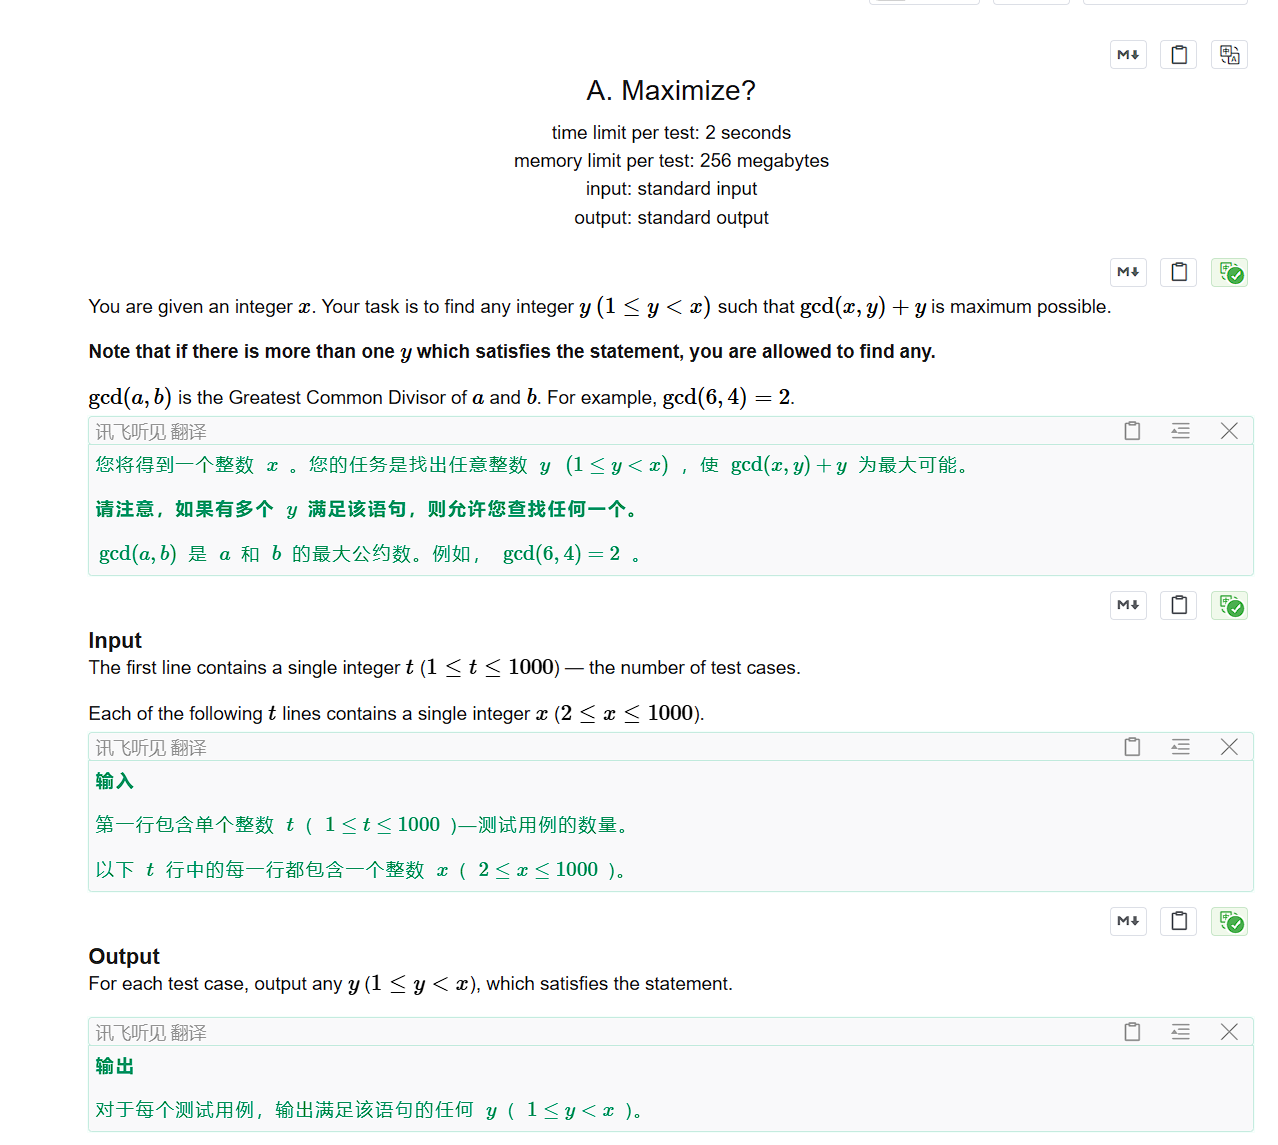 A. Maximize?
time limit per test: 2 seconds
memory limit per test: 256 megabytes
input: standard input
output: standard output
M
You are given an integer x. Your task is to find any integer y (1 ≤ y < x) such that gcd(x, y) + y is maximum possible.
Note that if there is more than one y which satisfies the statement, you are allowed to find any.
gcd(a, b) is the Greatest Common Divisor of a and b. For example, gcd(6, 4) = 2.
讯飞听见 翻译
您将得到一个整数 x 。您的任务是找出任意整数 y (1 ≤ y < x) ，使 gcd(x, y) + y 为最大可能。
请注意，如果有多个 y 满足该语句，则允许您查找任何一个。
gcd(a, b) 是 a 和 b 的最大公约数。例如， gcd(6, 4) = 2 。
M
Input
The first line contains a single integer t (1 ≤ t ≤ 1000) — the number of test cases.
Each of the following t lines contains a single integer x (2 ≤ x ≤ 1000).
讯飞听见 翻译
输入
第一行包含单个整数 t ( 1 ≤ t ≤ 1000 )—测试用例的数量。
以下 t 行中的每一行都包含一个整数 x ( 2 ≤ x ≤ 1000 )。
M
Output
For each test case, output any y (1 ≤ y < x), which satisfies the statement.
讯飞听见 翻译
输出
对于每个测试用例，输出满足该语句的任何 y ( 1 ≤ y < x )。